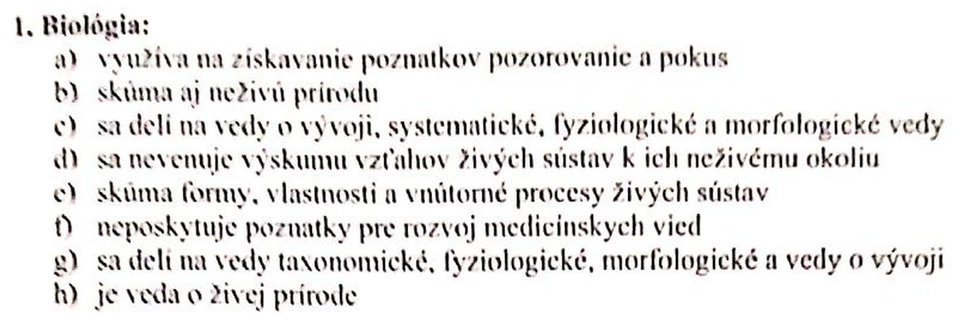 1. Biológia:
a) využíva na získavanie poznatkov pozorovanie a pokus
b) skúma aj neživú prírodu
c) sa delí na vedy o vývoji, systematické, fyziologické a morfologické vedy
d) sa nevenuje výskumu vzťahov živých sústav k ich neživému okoliu
e) skúma formy, vlastnosti a vnútorné procesy živých sústav
f) neposkytuje poznatky pre rozvoj medicínskych vied
g) sa delí na vedy taxonomické, fyziologické, morfologické a vedy o vývoji
h) je veda o živej prírode